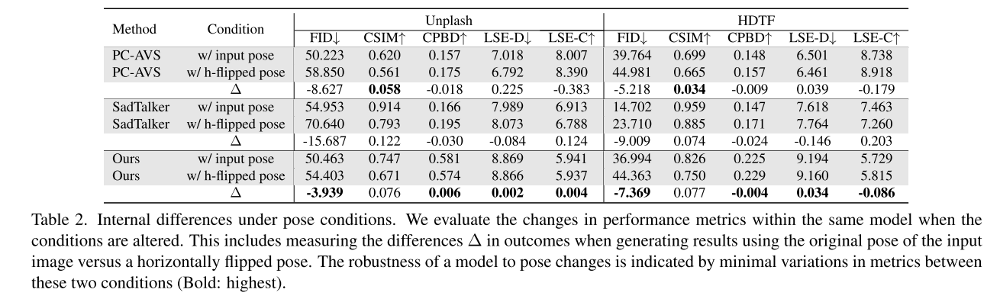 Method Condition Unplash HDTF
FID↓ CSIM↑ CPBD↑ LSE-D↓ LSE-C↑ FID↓ CSIM↑ CPBD↑ LSE-D↓ LSE-C↑
PC-AVS w/ input pose 50.223 0.620 0.157 7.018 8.007 39.764 0.699 0.148 6.501 8.738
PC-AVS w/ h-flipped pose 58.850 0.561 0.175 6.792 8.390 44.981 0.665 0.157 6.461 8.918
Δ -8.627 0.058 -0.018 0.225 -0.383 -5.218 0.034 -0.009 0.039 -0.179
SadTalker w/ input pose 54.953 0.914 0.166 7.989 6.913 14.702 0.959 0.147 7.618 7.463
SadTalker w/ h-flipped pose 70.640 0.793 0.195 8.073 6.788 23.710 0.885 0.171 7.764 7.260
Δ -15.687 0.122 -0.030 -0.084 0.124 -9.009 0.074 -0.024 -0.146 0.203
Ours w/ input pose 50.463 0.747 0.581 8.869 5.941 36.994 0.826 0.225 9.194 5.729
Ours w/ h-flipped pose 54.403 0.671 0.574 8.866 5.937 44.363 0.750 0.229 9.160 5.815
Δ -3.939 0.076 0.006 0.002 0.004 -7.369 0.077 -0.004 0.034 -0.086
Table 2. Internal differences under pose conditions. We evaluate the changes in performance metrics within the same model when the
conditions are altered. This includes measuring the differences Δ in outcomes when generating results using the original pose of the input
image versus a horizontally flipped pose. The robustness of a model to pose changes is indicated by minimal variations in metrics between
these two conditions (Bold: highest).